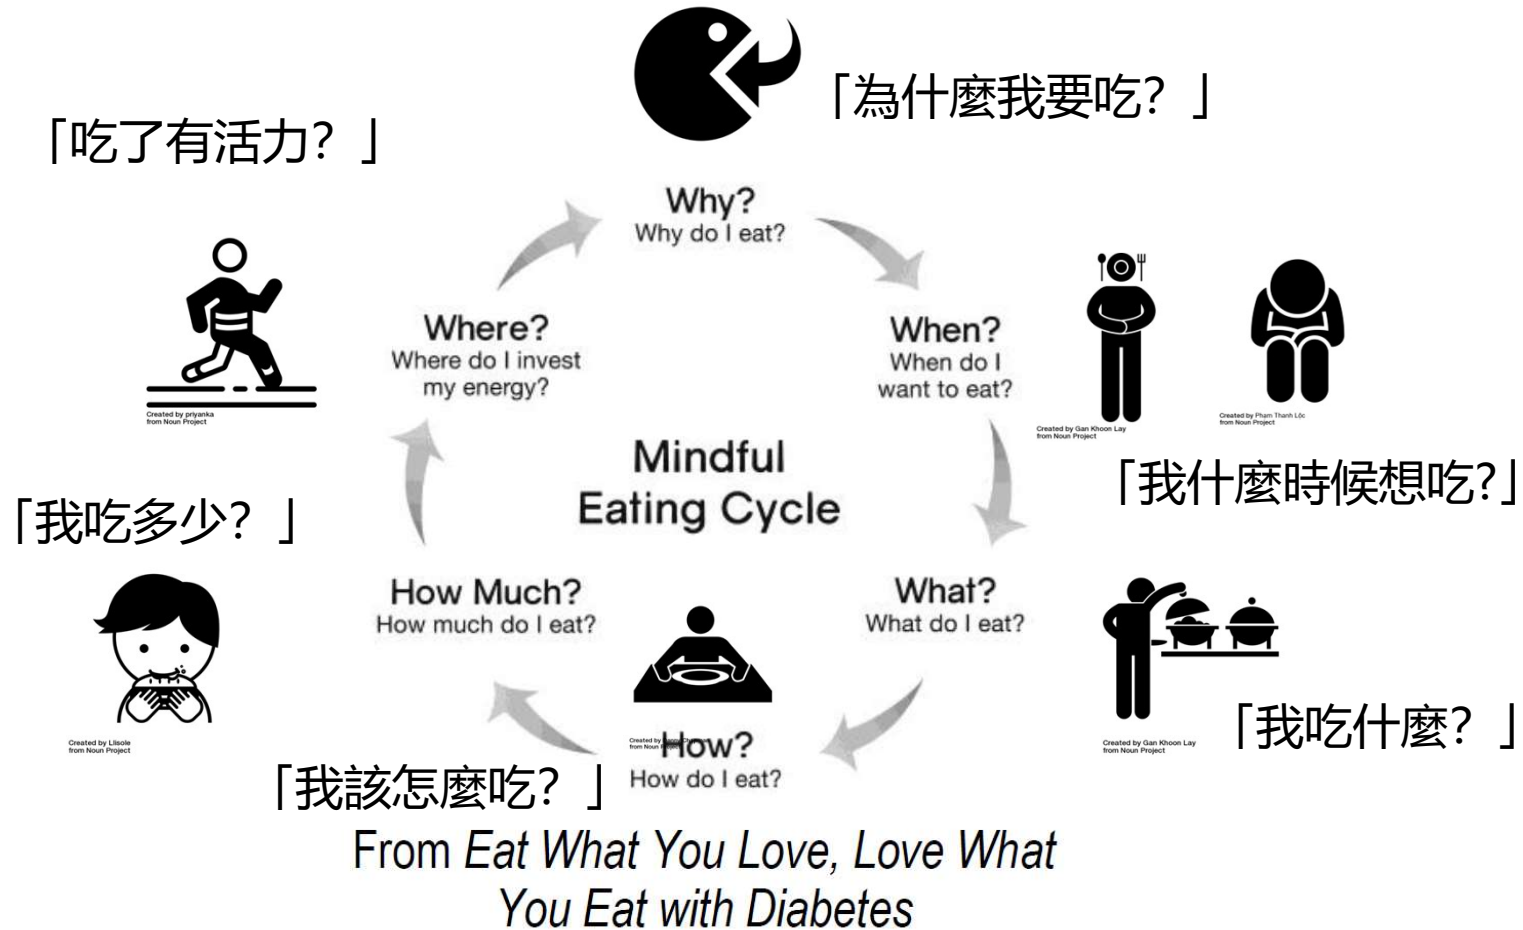 「為什麼我要吃？」
「吃了有活力？」
Why?
Why do I eat?
Where?
Where do I invest
my energy?
When?
When do I
want to eat?
Created by priyanka
from Noun Project
Created by Gan Khoon Lay
from Noun Project
Created by Pham Thanh Lôc
from Noun Project
Mindful
Eating Cycle
「我什麼時候想吃?」
「我吃多少？」
How Much?
How much do I eat?
What?
What do I eat?
Created by Llisole
from Noun Project
Created by Gan Khoon Lay
from Noun Project
「我吃什麼？」
Created by
from Noun
How?
How do I eat?
「我該怎麼吃？」
From Eat What You Love, Love What
You Eat with Diabetes